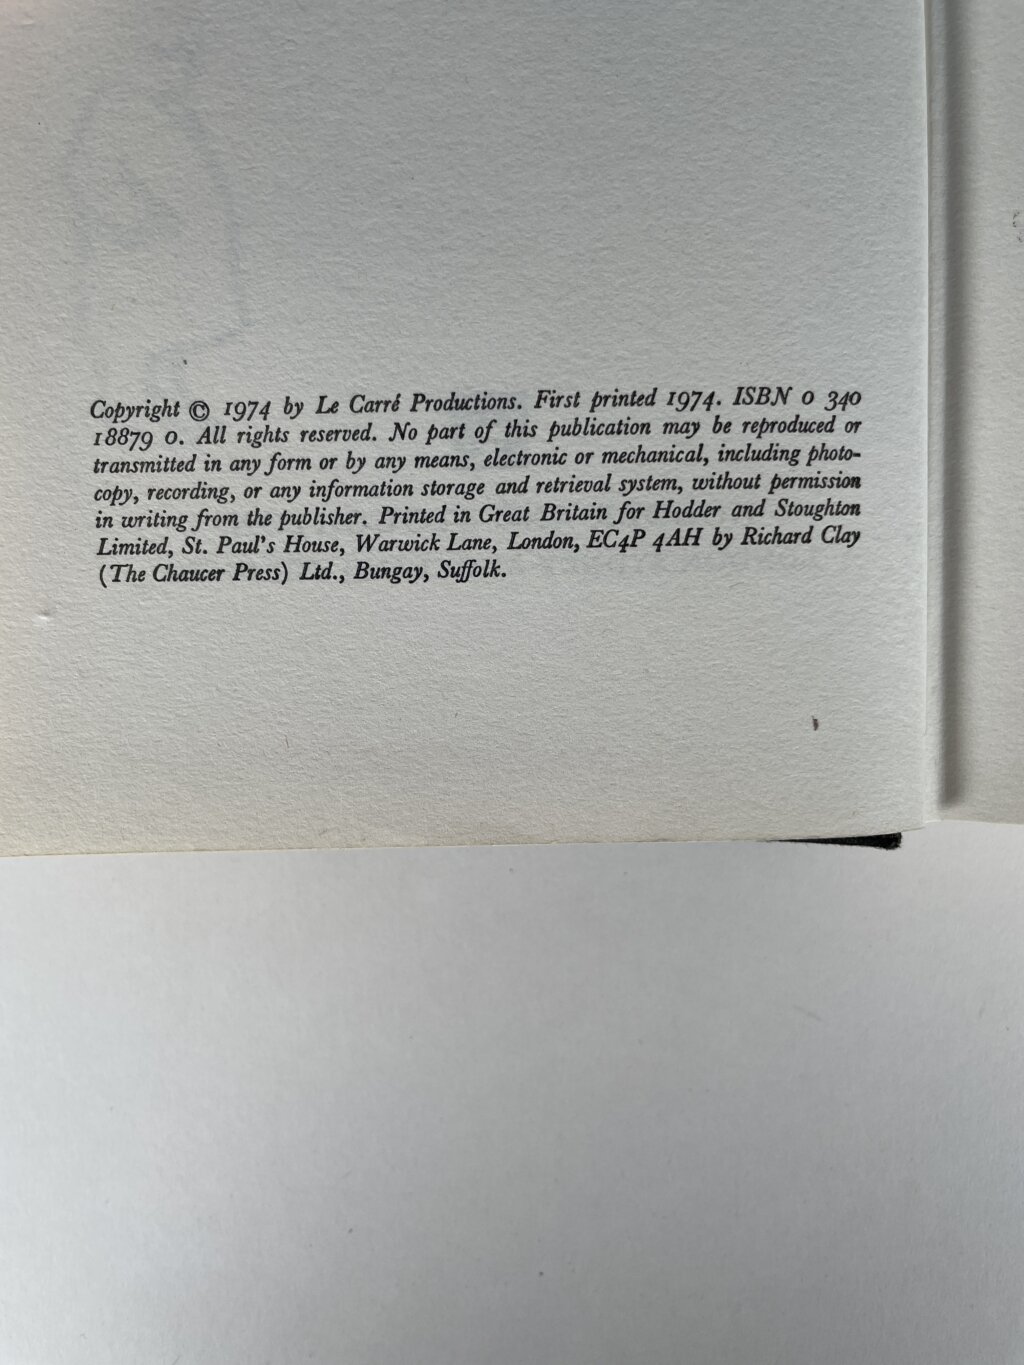 Copyright © 1974 by Le Carré Productions. First printed 1974. ISBN 0 340
18879 0. All rights reserved. No part of this publication may be reproduced or
transmitted in any form or by any means, electronic or mechanical, including photo-
copy, recording, or any information storage and retrieval system, without permission
in writing from the publisher. Printed in Great Britain for Hodder and Stoughton
Limited, St. Paul's House, Warwick Lane, London, EC4P 4AH by Richard Clay
(The Chaucer Press) Ltd., Bungay, Suffolk.